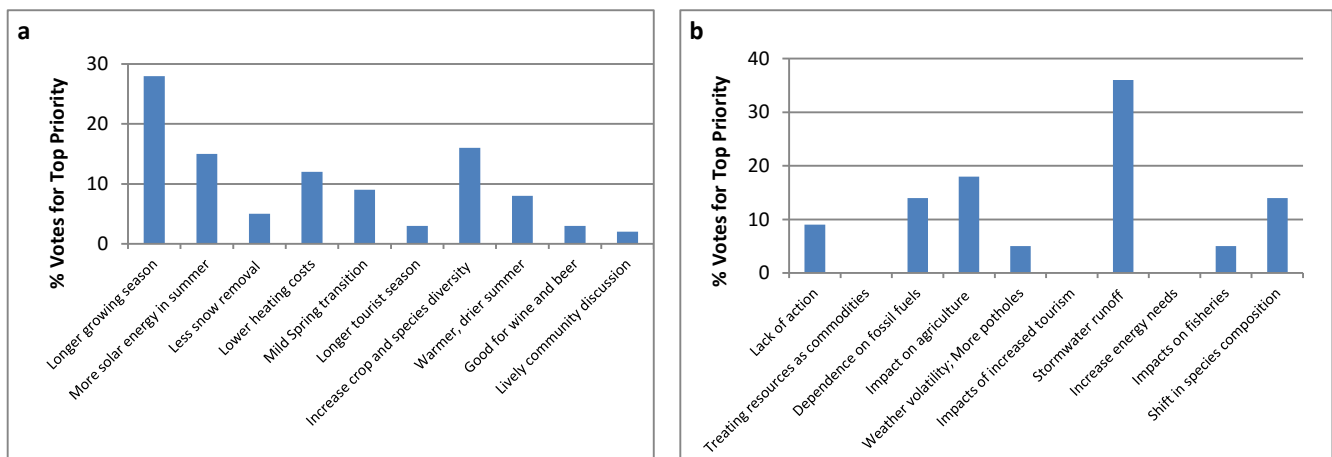 a
% Votes for Top Priority
30
20
10
0
Longer growing season
More solar energy in summer
Less snow removal
Lower heating costs
Mild Spring transition
Longer tourist season
Increase crop and species diversity
Warmer, drier summer
Good for wine and beer
Lively community discussion
b
% Votes for Top Priority
40
30
20
10
0
Lack of action
Treating resources as commodities
Dependence on fossil fuels
Impact on agriculture
Weather volatility; More potholes
Impacts of increased tourism
Stormwater runoff
Increase energy needs
Impacts on fisheries
Shift in species composition